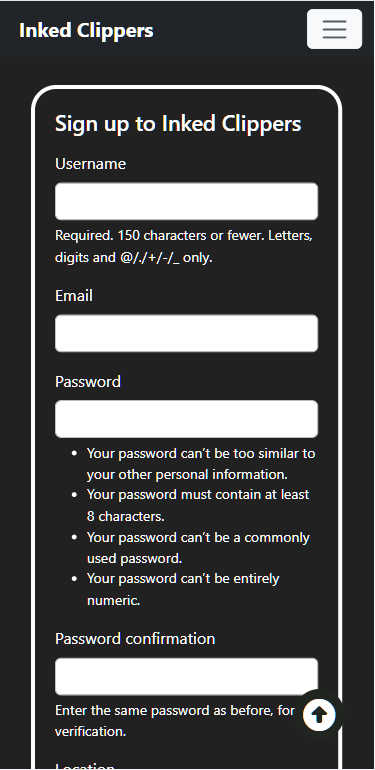 Inked Clippers
Sign up to Inked Clippers
Username
Required. 150 characters or fewer. Letters,
digits and @/./+/-/_ only.
Email
Password
• Your password can’t be too similar to
your other personal information.
• Your password must contain at least
8 characters.
• Your password can’t be a commonly
used password.
• Your password can’t be entirely
numeric.
Password confirmation
Enter the same password as before, for
verification.
Location